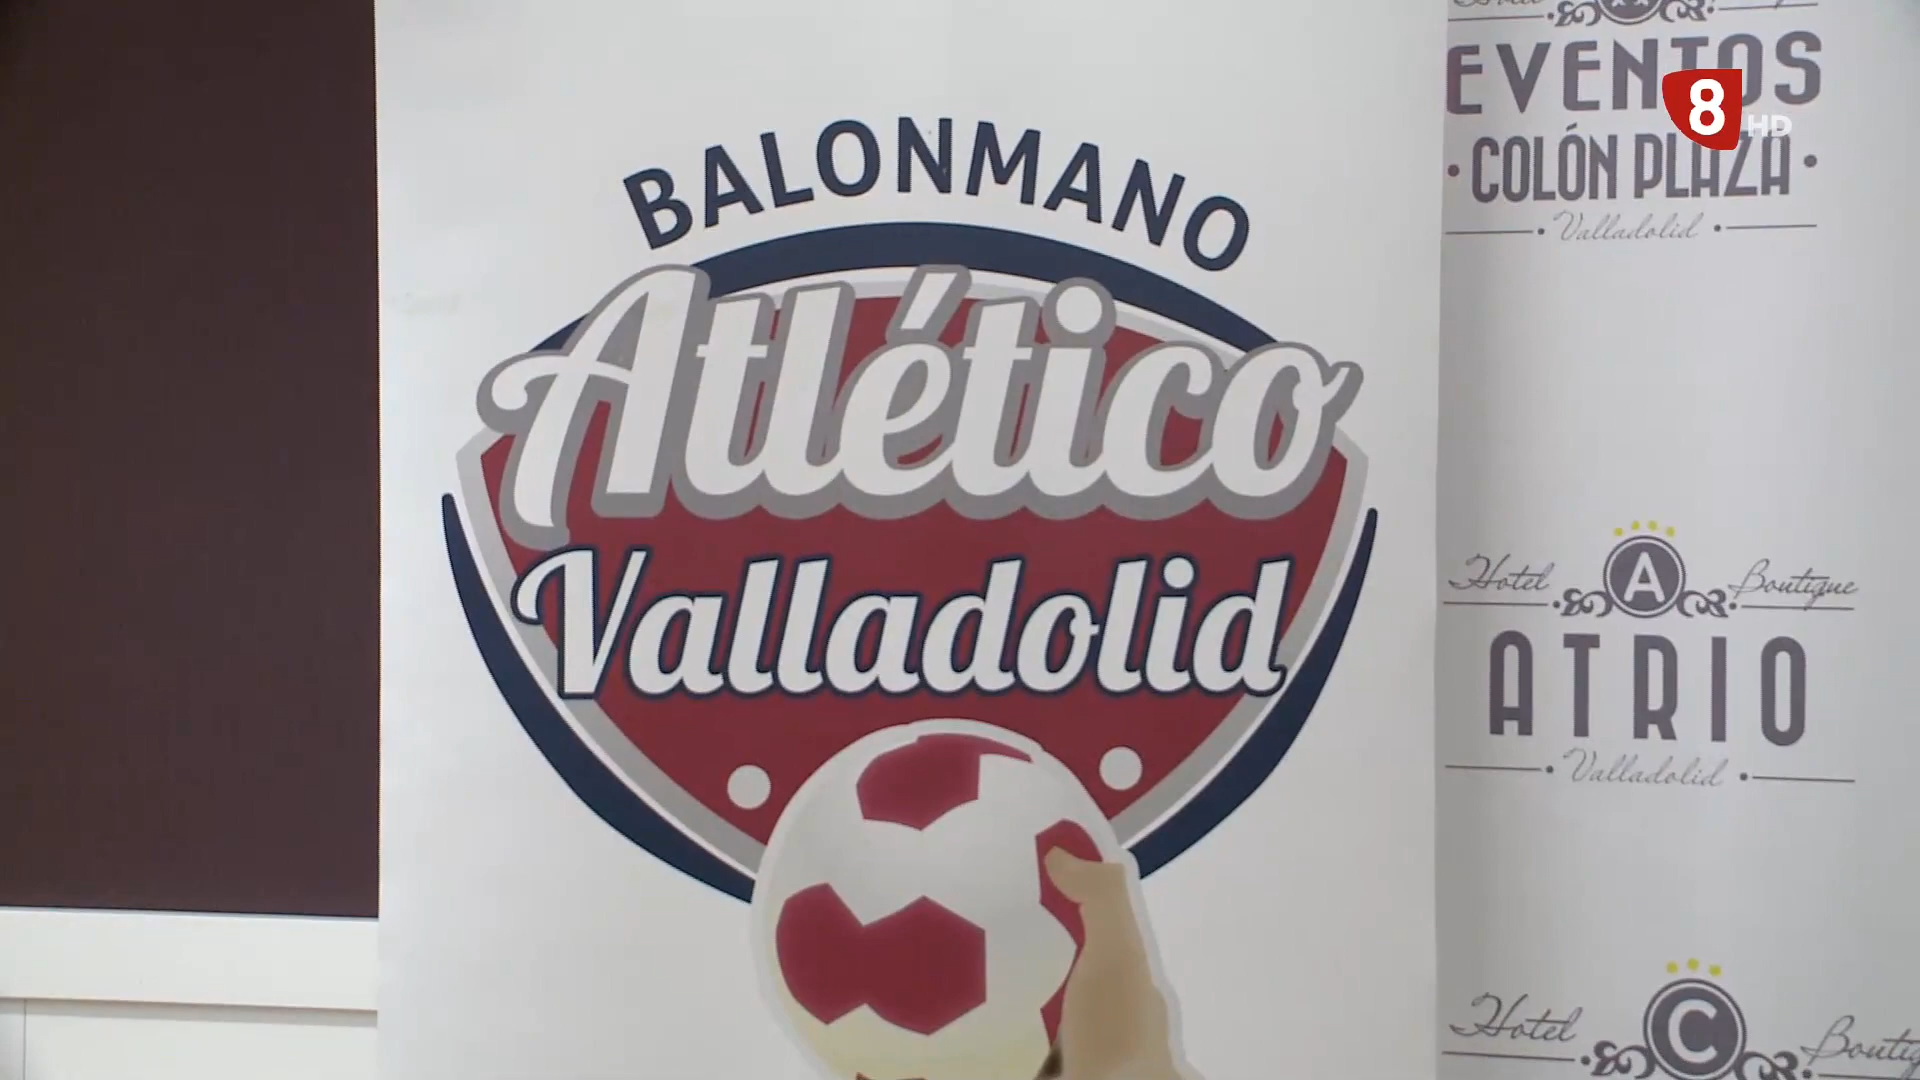 BALONMANO
Atlético
Valladolid
EVENTOS
COLÓN PLAZA
Valladolid
8 HD
Hotel A Boutique
ATRIO
Valladolid
Hotel C